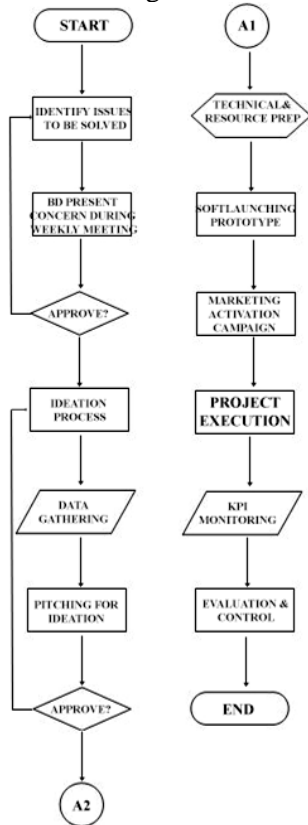 START
IDENTIFY ISSUES
TO BE SOLVED
BD PRESENT
CONCERN DURING
WEEKLY MEETING
APPROVE?
IDEATION
PROCESS
DATA
GATHERING
PITCHING FOR
IDEATION
APPROVE?
A2
A1
TECHNICAL&
RESOURCE PREP
SOFTLAUNCHING
PROTOTYPE
MARKETING
ACTIVATION
CAMPAIGN
PROJECT
EXECUTION
KPI
MONITORING
EVALUATION &
CONTROL
END